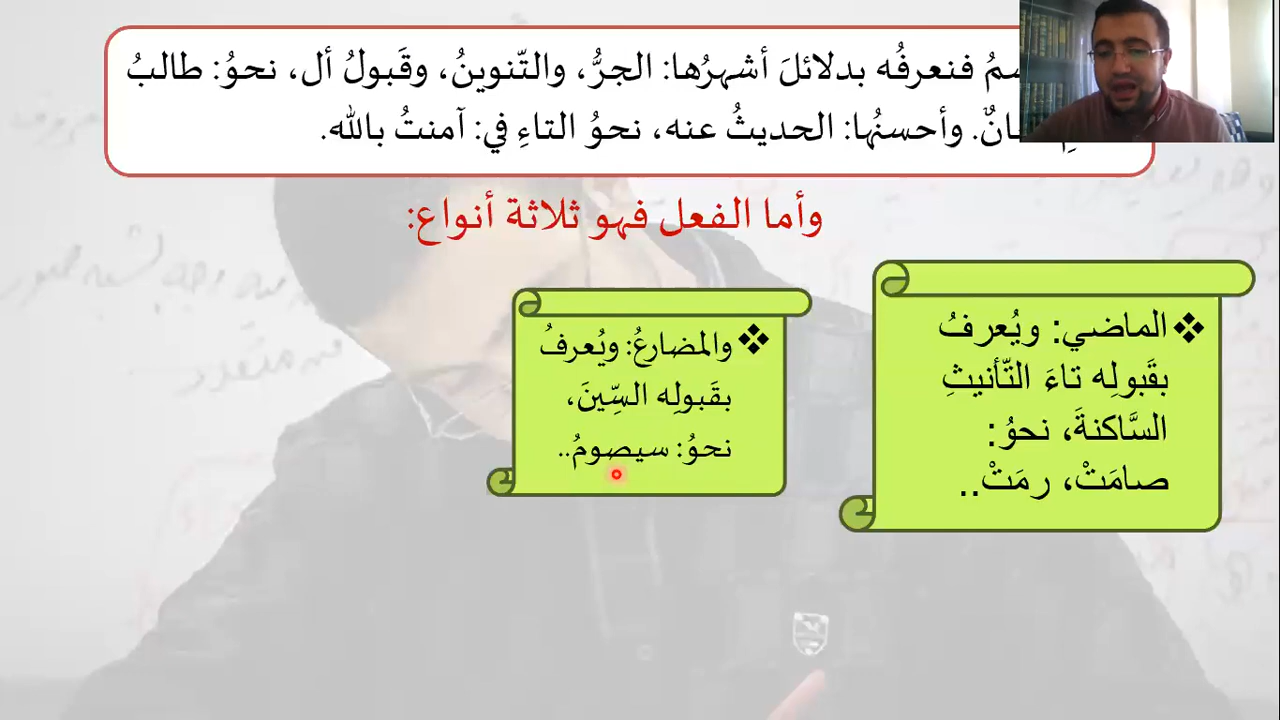 فنعرفُه بدلائلَ أشهرُها: الجرُّ، والتّنوينُ، وقَبولُ أل، نحوُ: طالبُ
وأحسنُها: الحديثُ عنه، نحوُ التاءِ في: آمنتُ بالله.
وأما الفعل فهو ثلاثة أنواع:
❖ الماضي: ويُعرفُ
بقَبولِه تاءَ التّأنيثِ
السَّاكنةَ، نحوُ:
صامَتْ، رمَتْ..
❖ والمضارعُ: ويُعرفُ
بقَبولِه السِّينَ،
نحوُ: سيصومُ..